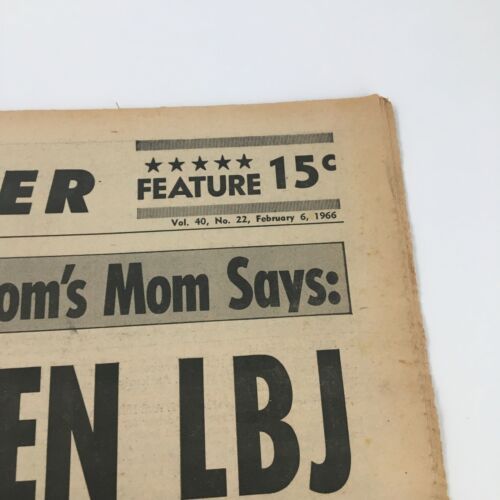 ★★★★★
ER FEATURE 15¢
Vol. 40, No. 22, February 6, 1966
om's Mom Says:
EN LBJ